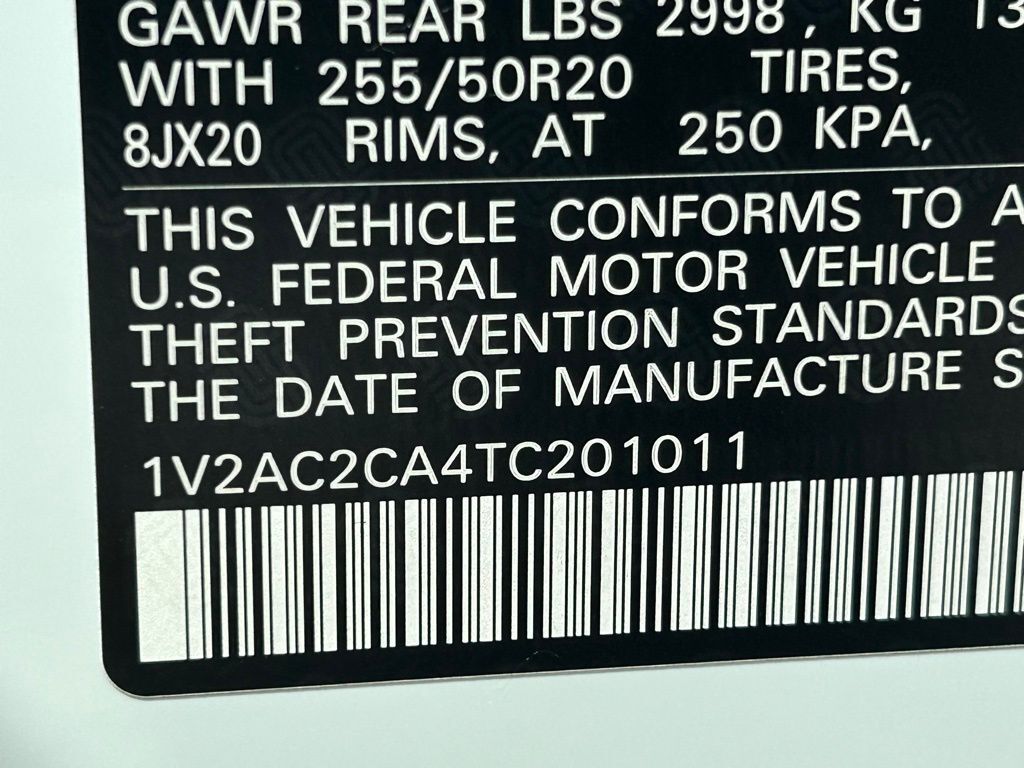 GAWR REAR LBS 2998, KG 13
WITH 255/50R20 TIRES,
8JX20 RIMS, AT 250 KPA,
THIS VEHICLE CONFORMS TO A
U.S. FEDERAL MOTOR VEHICLE
THEFT PREVENTION STANDARDS
THE DATE OF MANUFACTURE S
1V2AC2CA4TC201011